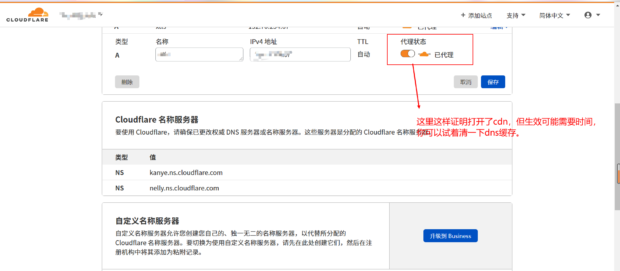 CLOUDFLARE
+ 添加站点 支持 简体中文
自动 已代理
类型 名称 IPv4 地址 TTL 代理状态
A 自动 已代理
删除 取消 保存
这里这样证明打开了cdn，但生效可能需要时间，
你可以试着清一下dns缓存。
Cloudflare 名称服务器
要使用 Cloudflare，请确保已更改权威 DNS 服务器或名称服务器。这些服务器是分配的 Cloudflare 名称服务器。
类型 值
NS kanye.ns.cloudflare.com
NS nelly.ns.cloudflare.com
自定义名称服务器
自定义名称服务器允许您创建您自己的、独一无二的名称服务器，以代替所分配的
Cloudflare 名称服务器。要切换为使用自定义名称服务器，请先在此处创建它们，然后在注
册机构中将其添加为粘附记录。
升级到 Business